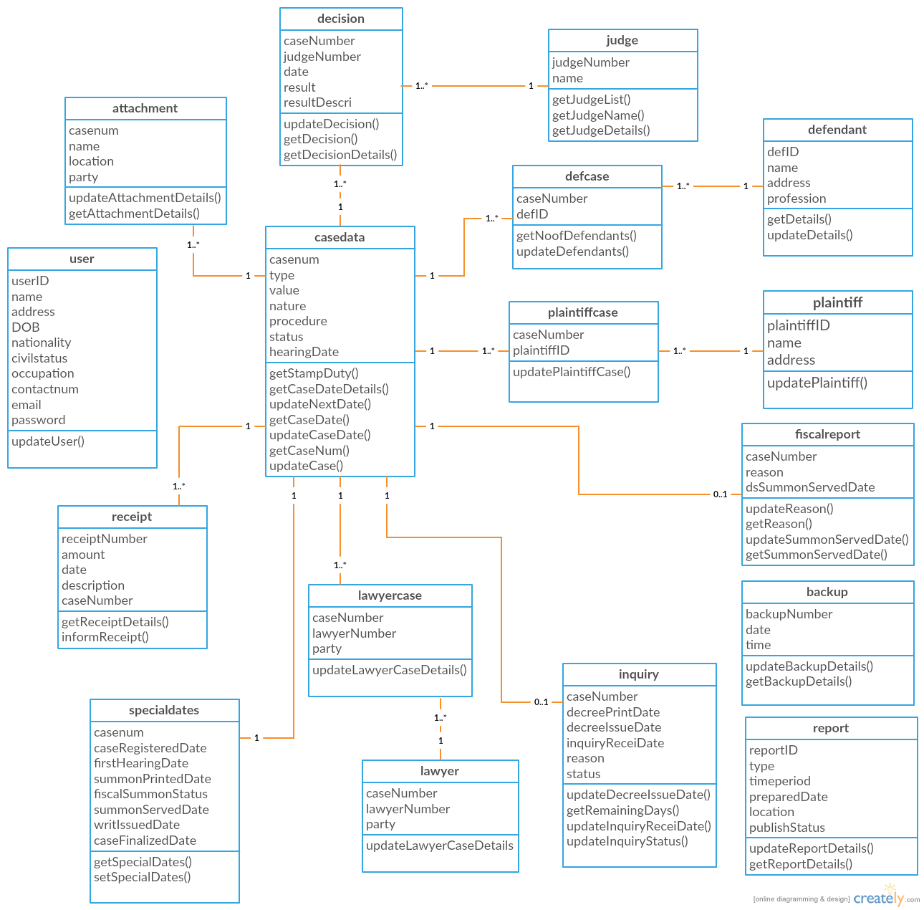 decision
caseNumber
judgeNumber
date
result
resultDescri
updateDecision()
getDecision()
getDecisionDetails()
1..*
1
judge
judgeNumber
name
getJudgeList()
getJudgeName()
getJudgeDetails()
attachment
casenum
name
location
party
updateAttachmentDetails()
getAttachmentDetails()
1..*
1
1..*
1
defendant
defID
name
address
profession
getDetails()
updateDetails()
defcase
caseNumber
defID
getNoofDefendants()
updateDefendants()
1..*
1
1..*
1
casedata
casenum
type
value
nature
procedure
status
hearingDate
getStampDuty()
getCaseDateDetails()
updateNextDate()
getCaseDate()
updateCaseDate()
getCaseNum()
updateCase()
user
userID
name
address
DOB
nationality
civilstatus
occupation
contactnum
email
password
updateUser()
plaintiffcase
caseNumber
plaintiffID
updatePlaintiffCase()
1
1..*
1..*
1
plaintiff
plaintiffID
name
address
updatePlaintiff()
1
1..*
1
0..1
fiscalreport
caseNumber
reason
dsSummonServedDate
updateReason()
getReason()
updateSummonServedDate()
getSummonServedDate()
receipt
receiptNumber
amount
date
description
caseNumber
getReceiptDetails()
informReceipt()
1
1
1
1..*
lawyercase
caseNumber
lawyerNumber
party
updateLawyerCaseDetails()
backup
backupNumber
date
time
updateBackupDetails()
getBackupDetails()
inquiry
caseNumber
decreePrintDate
decreeIssueDate
inquiryReceiDate
reason
status
updateDecreeIssueDate()
getRemainingDays()
updateInquiryReceiDate()
updateInquiryStatus()
0..1
specialdates
casenum
caseRegisteredDate
firstHearingDate
summonPrintedDate
fiscalSummonStatus
summonServedDate
writIssuedDate
caseFinalizedDate
getSpecialDates()
setSpecialDates()
1
1..*
1
lawyer
caseNumber
lawyerNumber
party
updateLawyerCaseDetails
report
reportID
type
timeperiod
preparedDate
location
publishStatus
updateReportDetails()
getReportDetails()
[online diagramming & design] creately.com